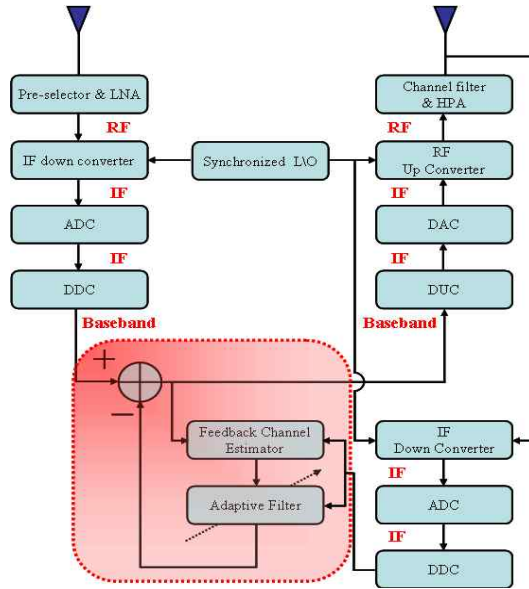 Pre-selector & LNA
RF
IF down converter
IF
ADC
IF
DDC
Baseband
Synchronized L\O
Channel filter
& HPA
RF
RF
Up Converter
IF
DAC
IF
DUC
Baseband
+
−
Feedback Channel
Estimator
Adaptive Filter
IF
Down Converter
IF
ADC
IF
DDC